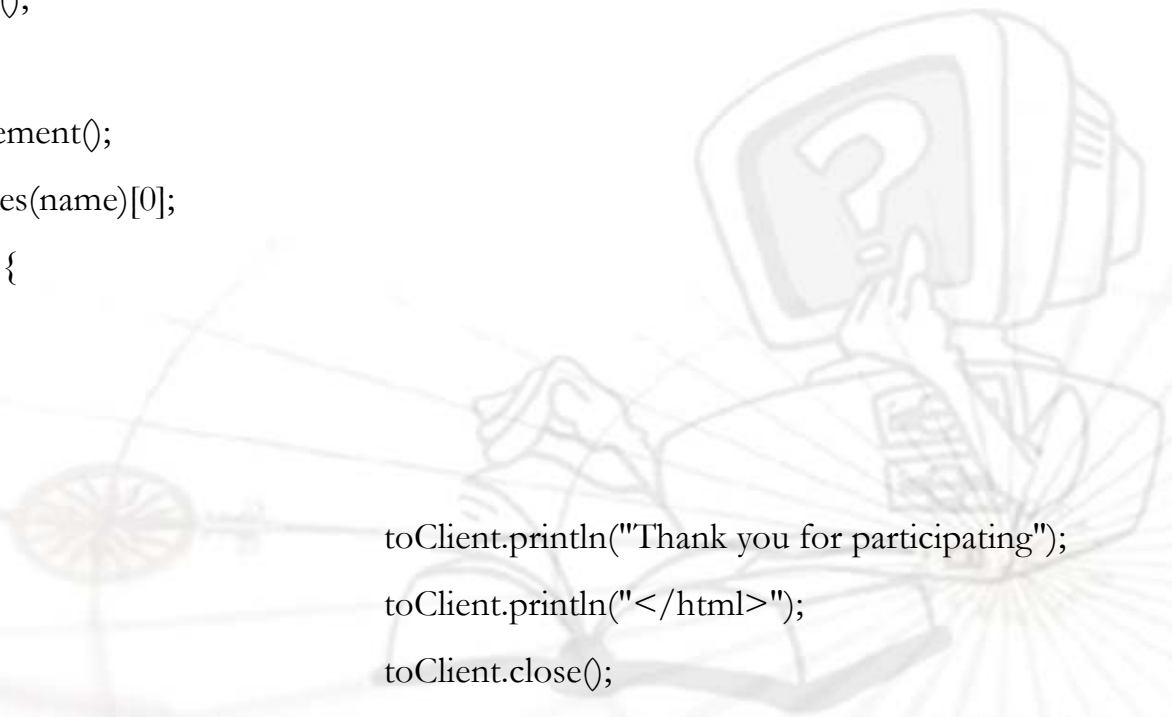 ();
ement();
es(name)[0];
{
toClient.println("Thank you for participating");
toClient.println("</html>");
toClient.close();